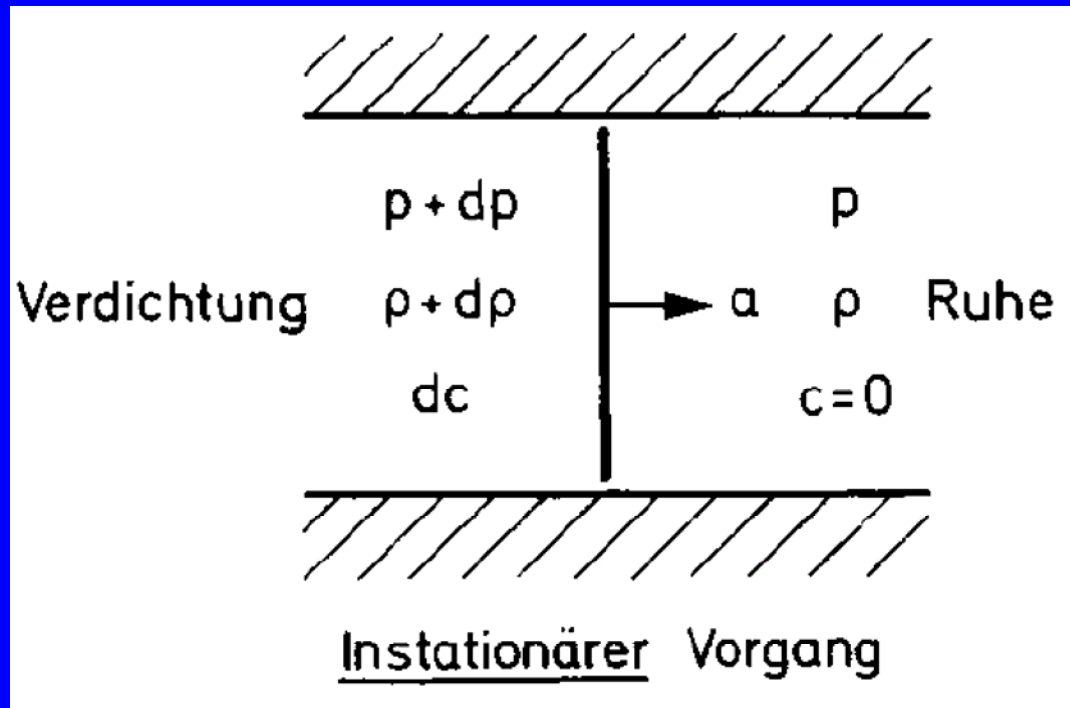 p + dp p
Verdichtung ρ + dρ a ρ Ruhe
dc c = 0
Instationärer Vorgang